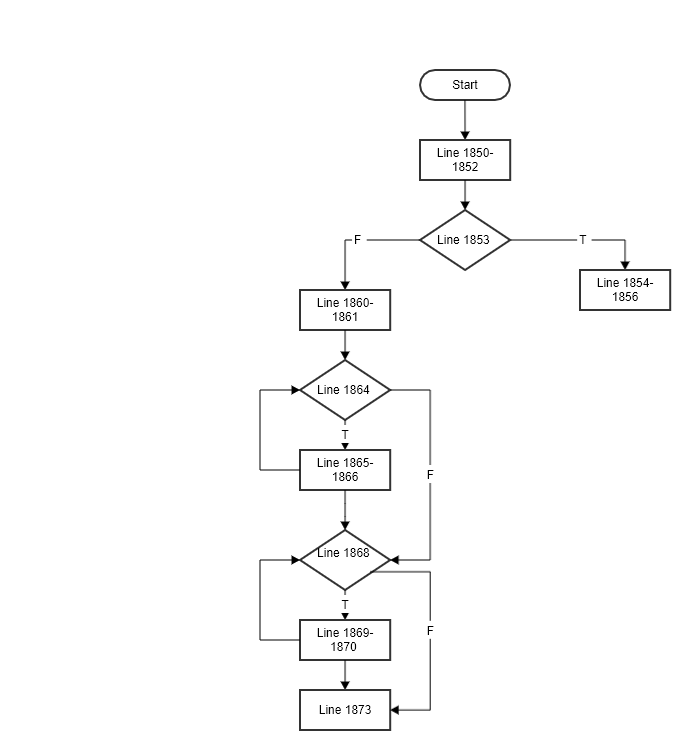 Start
Line 1850-
1852
Line 1853
F
T
Line 1854-
1856
Line 1860-
1861
Line 1864
T
Line 1865-
1866
F
Line 1868
T
Line 1869-
1870
F
Line 1873